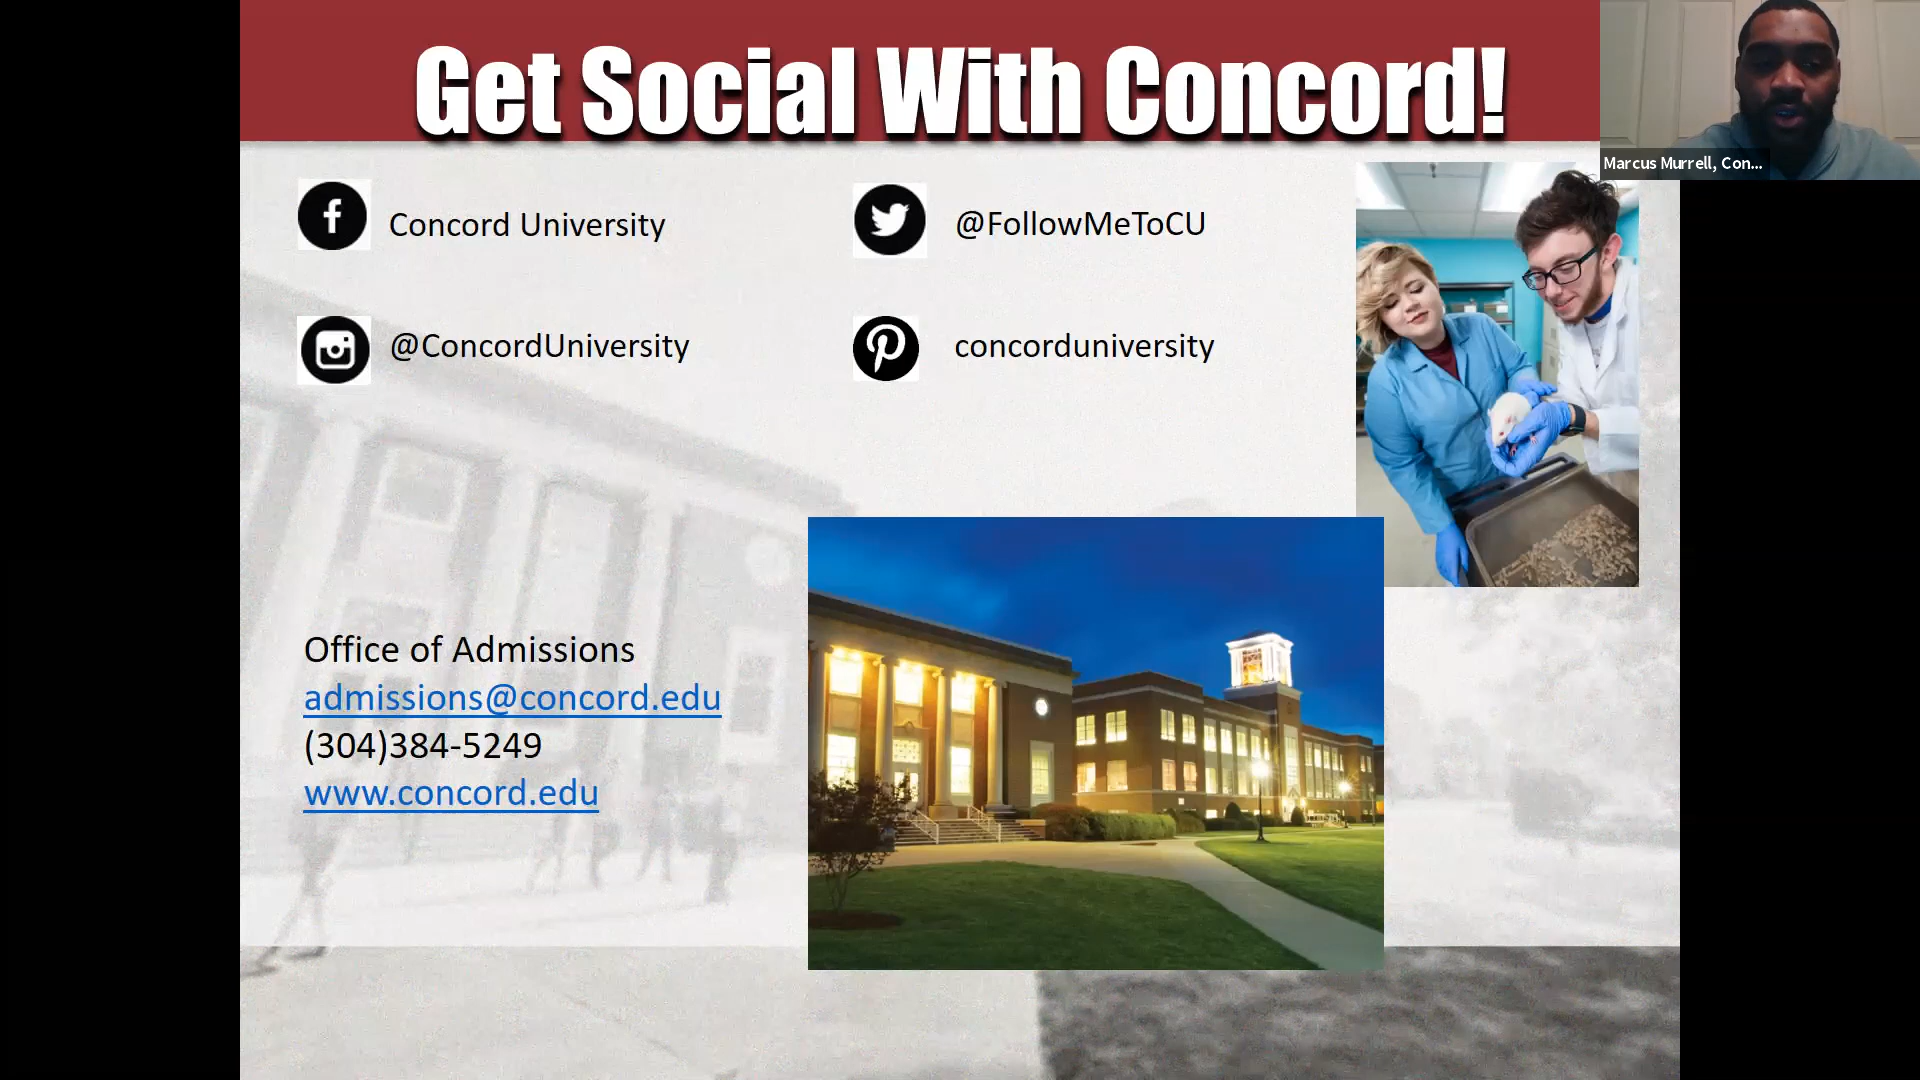 Get Social With Concord!
Marcus Murrell, Con...
Concord University
@FollowMeToCU
@ConcordUniversity
concorduniversity
Office of Admissions
admissions@concord.edu
(304)384-5249
www.concord.edu